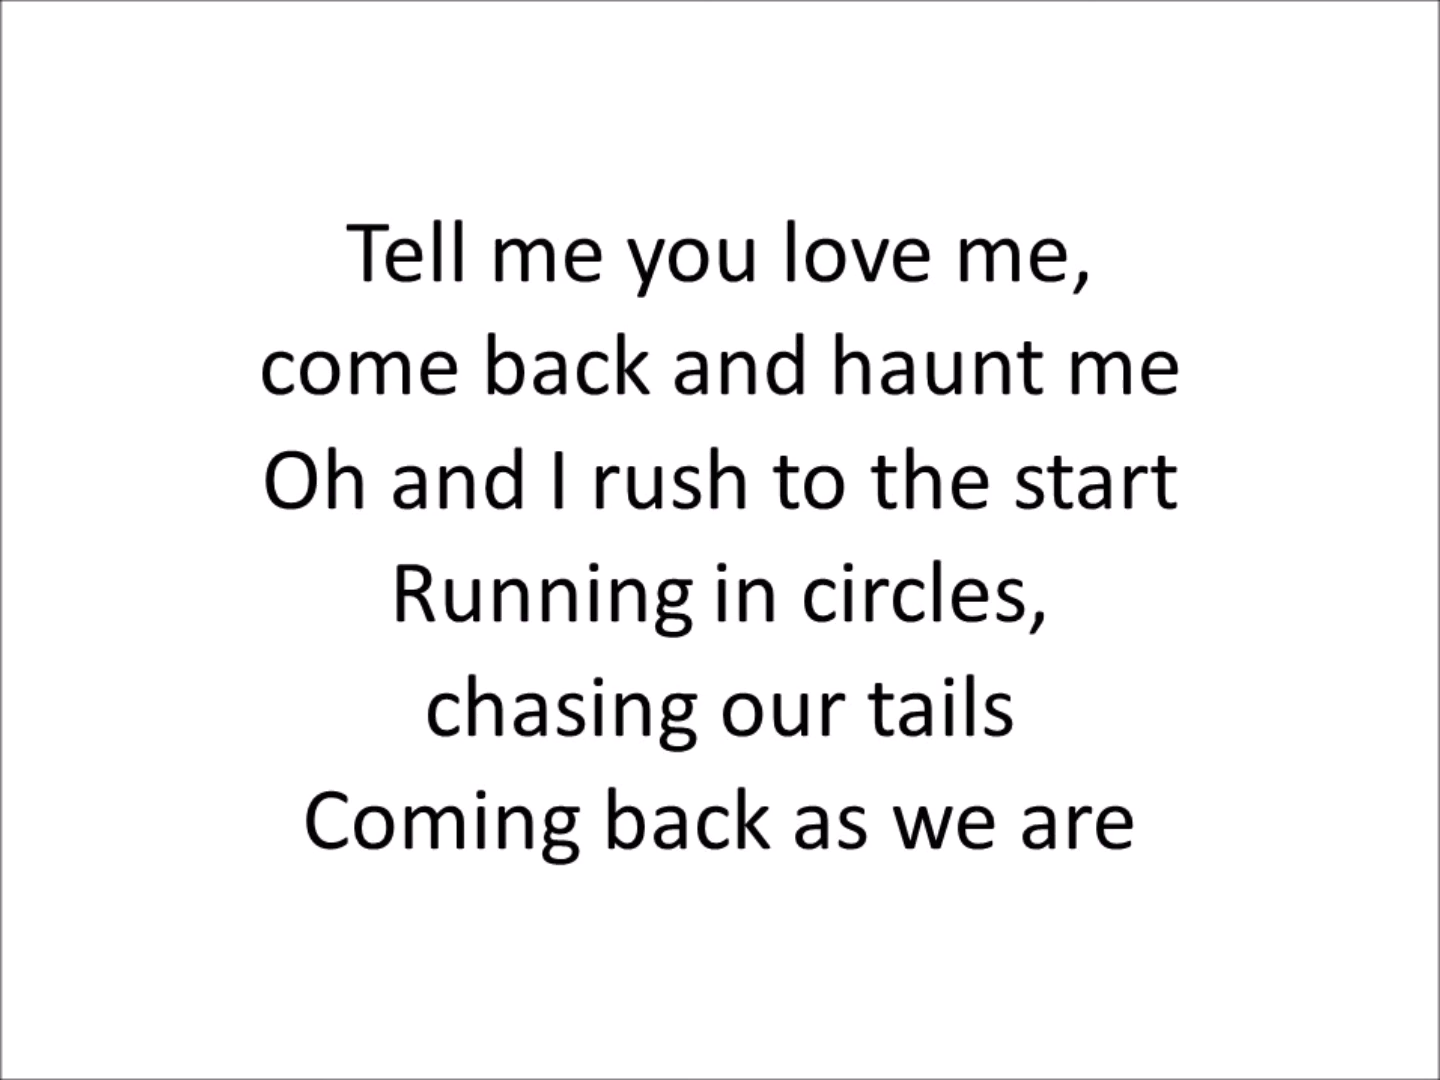 Tell me you love me,
come back and haunt me
Oh and I rush to the start
Running in circles,
chasing our tails
Coming back as we are